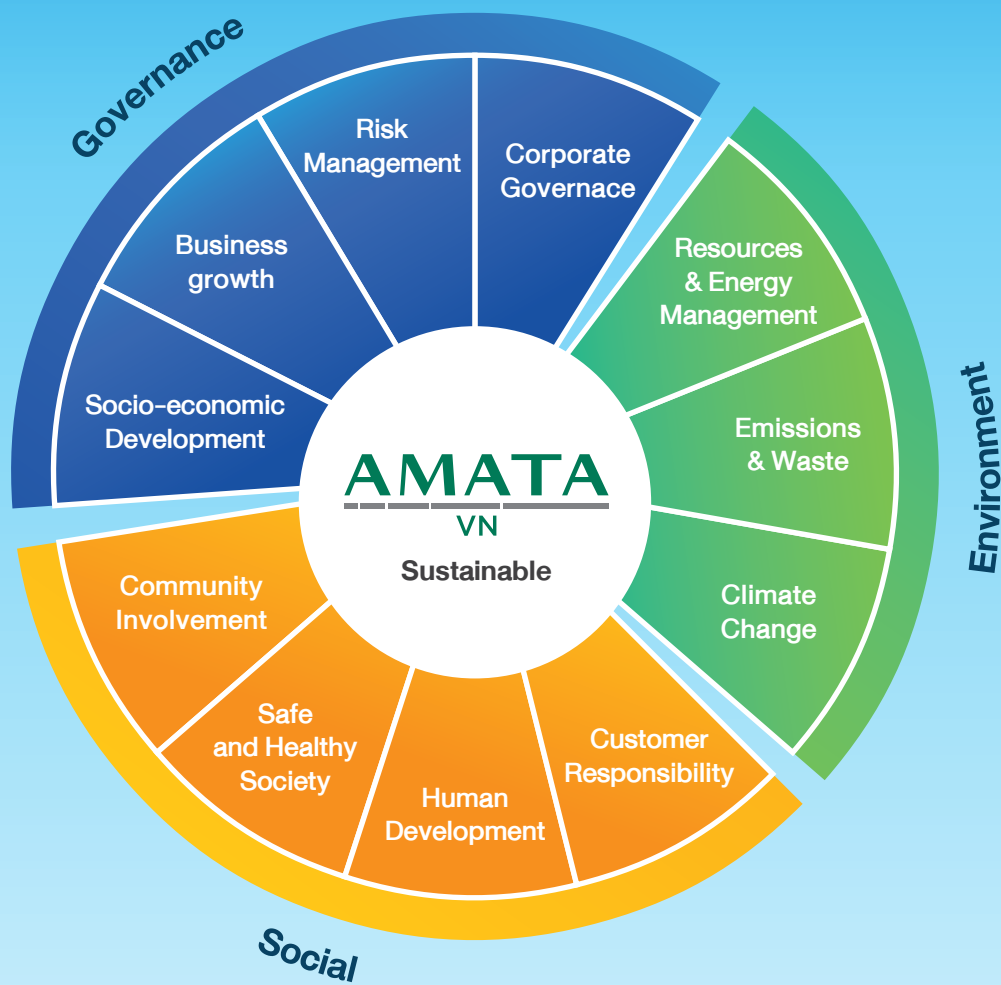 Governance
Risk
Management
Corporate
Governace
Business
growth
Socio-economic
Development
Resources
& Energy
Management
Emissions
& Waste
Climate
Change
Environment
AMATA
VN
Sustainable
Community
Involvement
Safe
and Healthy
Society
Human
Development
Customer
Responsibility
Social